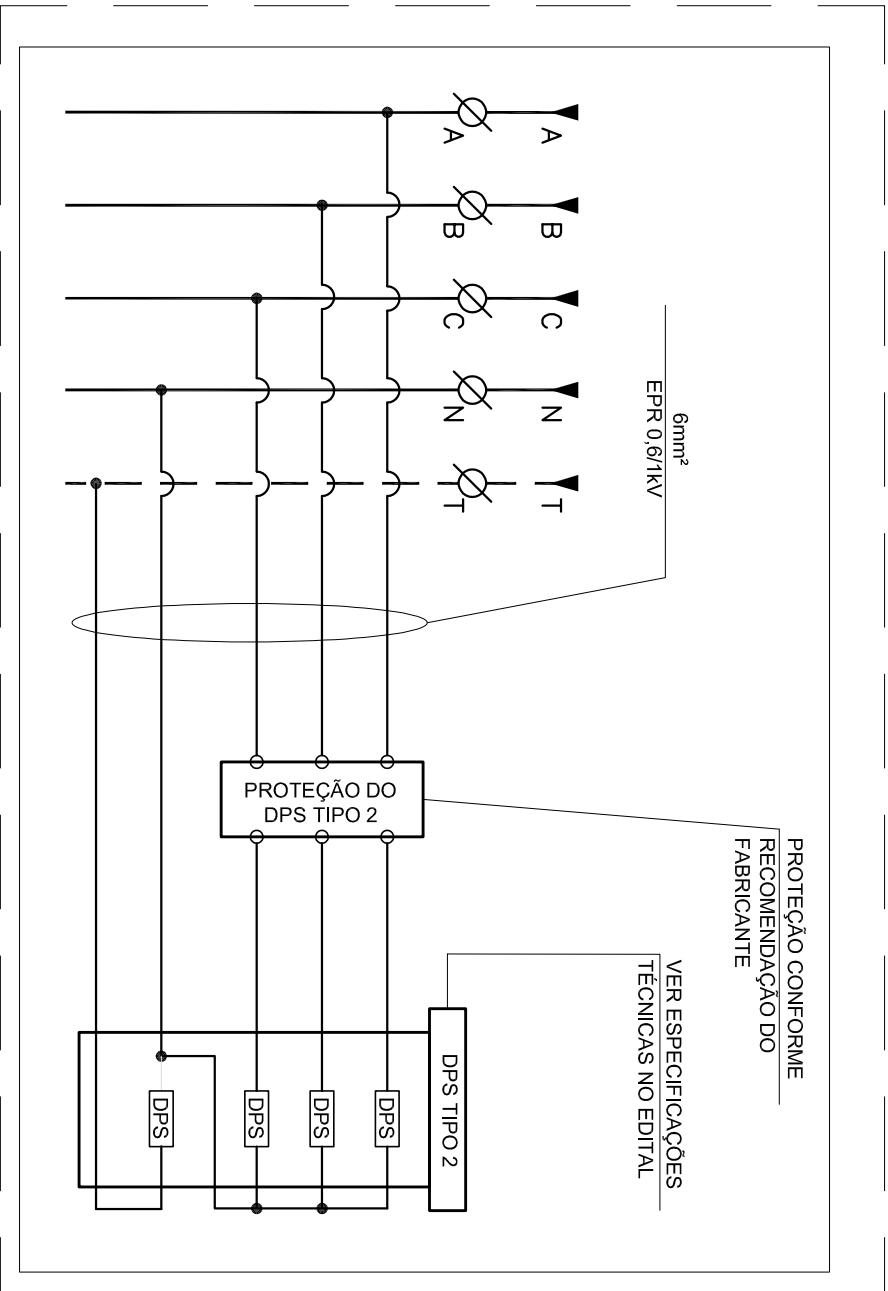 A
A
B
B
C
C
N
N
T
T
6mm²
EPR 0,6/1kV
PROTEÇÃO DO
DPS TIPO 2
PROTEÇÃO CONFORME
RECOMENDAÇÃO DO
FABRICANTE
VER ESPECIFICAÇÕES
TÉCNICAS NO EDITAL
DPS TIPO 2
DPS
DPS
DPS
DPS